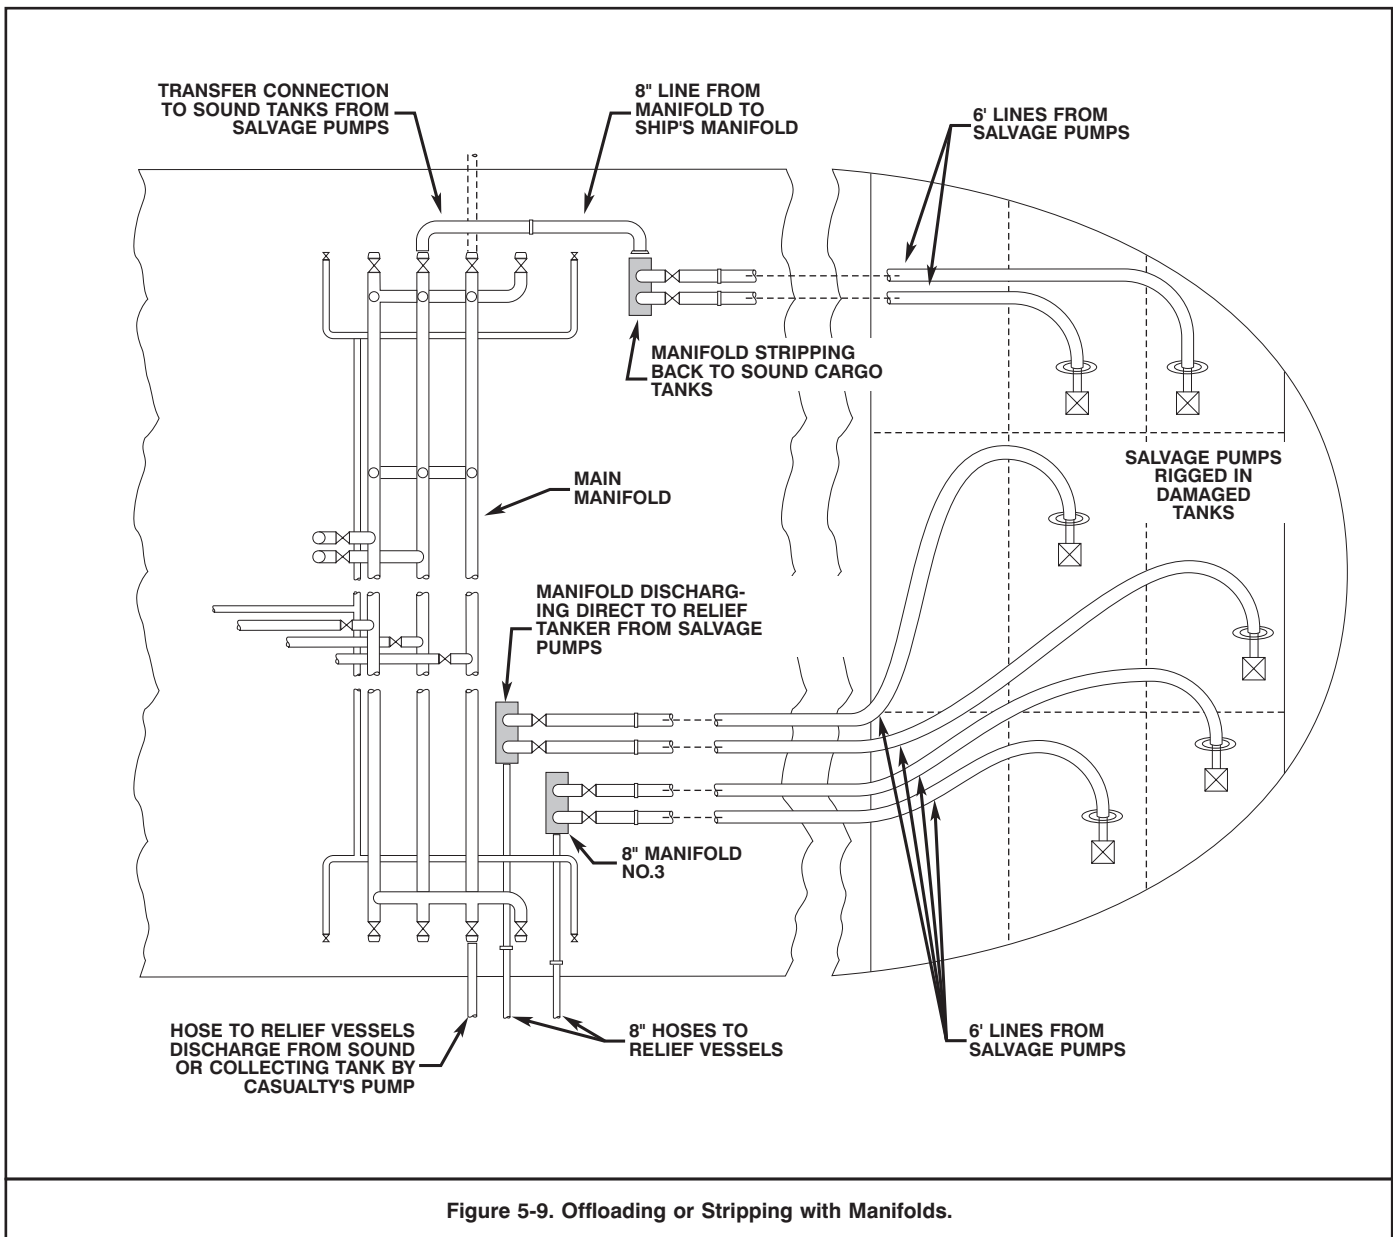 TRANSFER CONNECTION
TO SOUND TANKS FROM
SALVAGE PUMPS
8" LINE FROM
MANIFOLD TO
SHIP'S MANIFOLD
6' LINES FROM
SALVAGE PUMPS
MANIFOLD STRIPPING
BACK TO SOUND CARGO
TANKS
SALVAGE PUMPS
RIGGED IN
DAMAGED
TANKS
MAIN
MANIFOLD
MANIFOLD DISCHARG-
ING DIRECT TO RELIEF
TANKER FROM SALVAGE
PUMPS
8" MANIFOLD
NO.3
HOSE TO RELIEF VESSELS
DISCHARGE FROM SOUND
OR COLLECTING TANK BY
CASUALTY'S PUMP
8" HOSES TO
RELIEF VESSELS
6' LINES FROM
SALVAGE PUMPS
Figure 5-9. Offloading or Stripping with Manifolds.